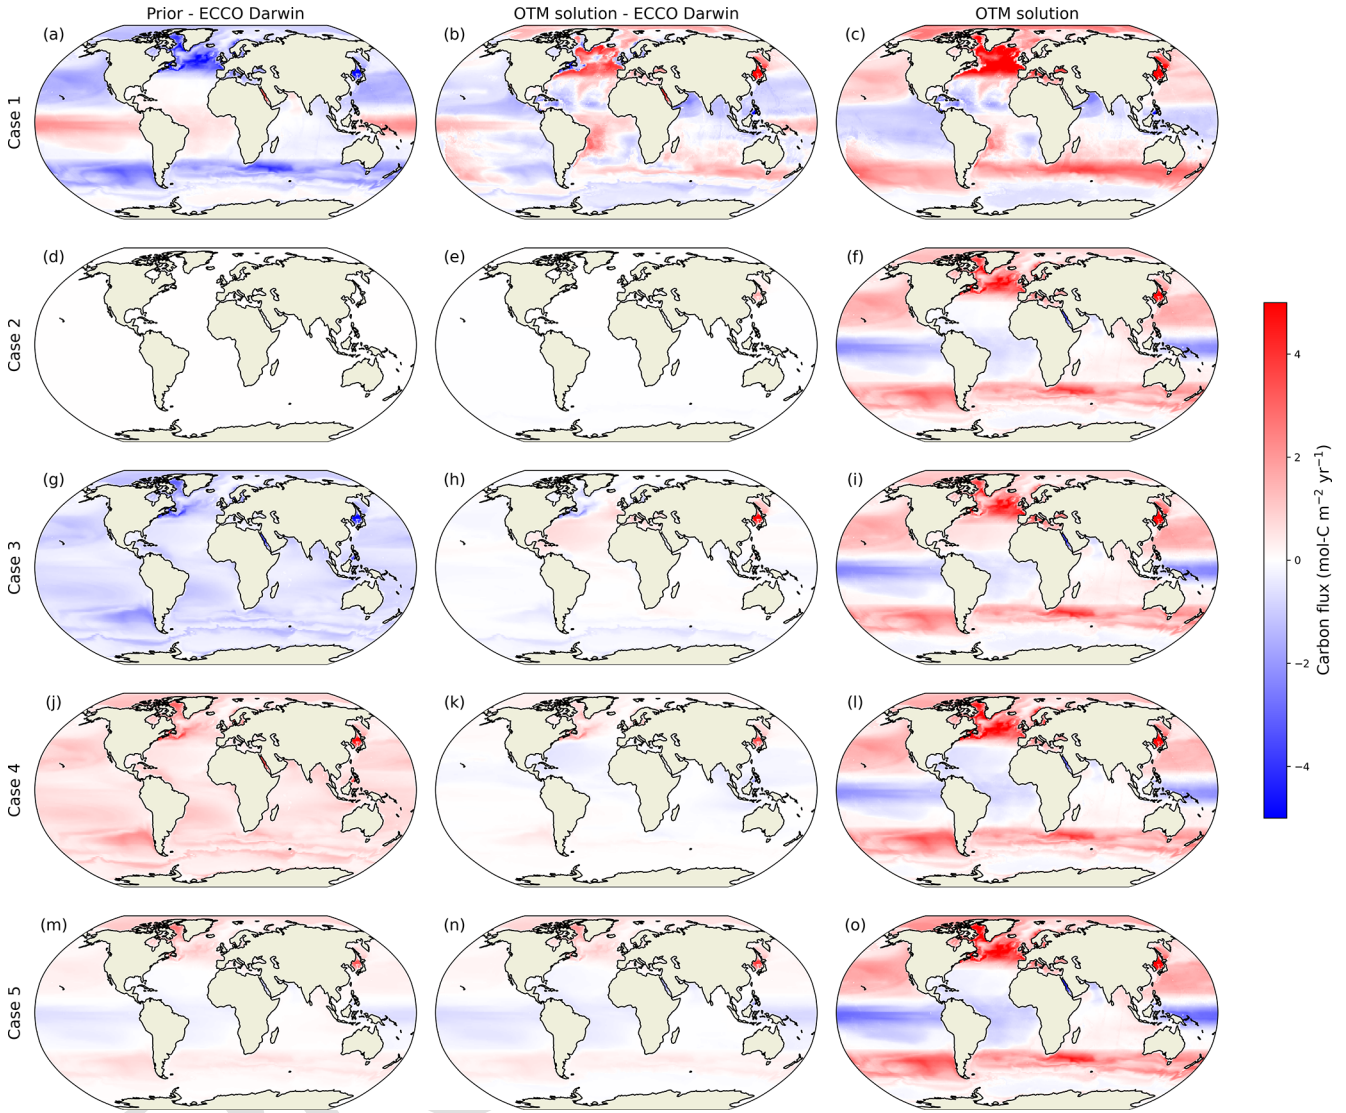 Prior - ECCO Darwin
OTM solution - ECCO Darwin
OTM solution
Case 1
(a)
(b)
(c)
Case 2
(d)
(e)
(f)
Case 3
(g)
(h)
(i)
Case 4
(j)
(k)
(l)
Case 5
(m)
(n)
(o)
4
2
0
−2
−4
Carbon flux (mol-C m⁻² yr⁻¹)